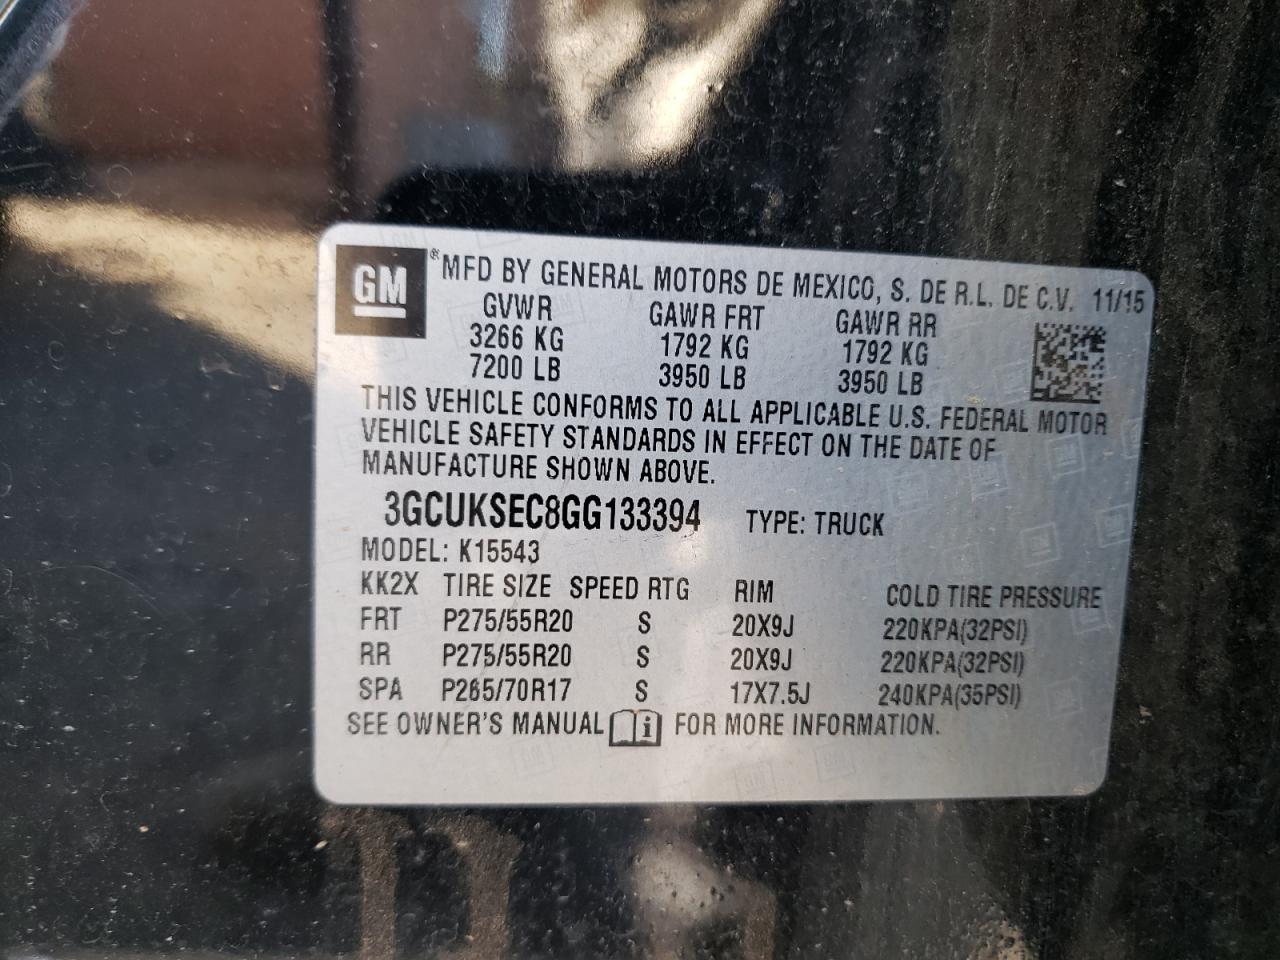 GM ® MFD BY GENERAL MOTORS DE MEXICO, S. DE R.L. DE C.V. 11/15
GVWR GAWR FRT GAWR RR
3266 KG 1792 KG 1792 KG
7200 LB 3950 LB 3950 LB
THIS VEHICLE CONFORMS TO ALL APPLICABLE U.S. FEDERAL MOTOR
VEHICLE SAFETY STANDARDS IN EFFECT ON THE DATE OF
MANUFACTURE SHOWN ABOVE.
3GCUKSEC8GG133394 TYPE: TRUCK
MODEL: K15543
KK2X TIRE SIZE SPEED RTG RIM COLD TIRE PRESSURE
FRT P275/55R20 S 20X9J 220KPA(32PSI)
RR P275/55R20 S 20X9J 220KPA(32PSI)
SPA P265/70R17 S 17X7.5J 240KPA(35PSI)
SEE OWNER'S MANUAL i FOR MORE INFORMATION.